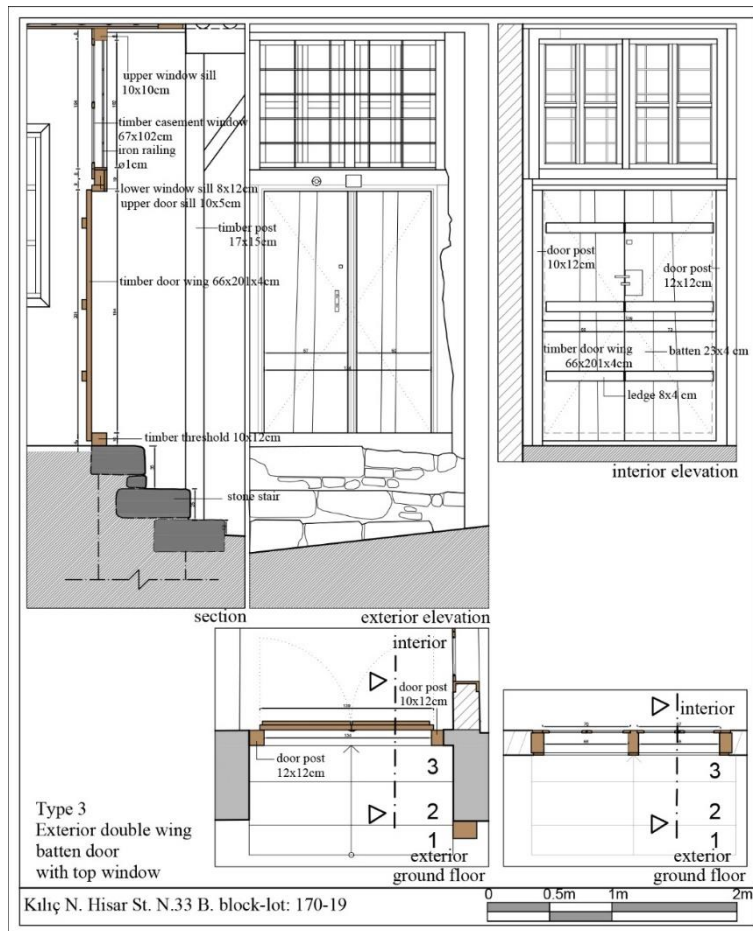 upper window sill
10x10cm
timber casement window
67x102cm
iron railing
ø1cm
lower window sill 8x12cm
upper door sill 10x5cm
timber post
17x15cm
timber door wing 66x201x4cm
timber threshold 10x12cm
stone stair
section
exterior elevation
door post
10x12cm
door post
12x12cm
timber door wing
66x201x4cm
batten 23x4 cm
ledge 8x4 cm
interior elevation
interior
door post
10x12cm
door post
12x12cm
3
2
1
exterior
ground floor
interior
3
2
1
exterior
ground floor
Type 3
Exterior double wing
batten door
with top window
Kılıç N. Hisar St. N.33 B. block-lot: 170-19
0 0.5m 1m 2m